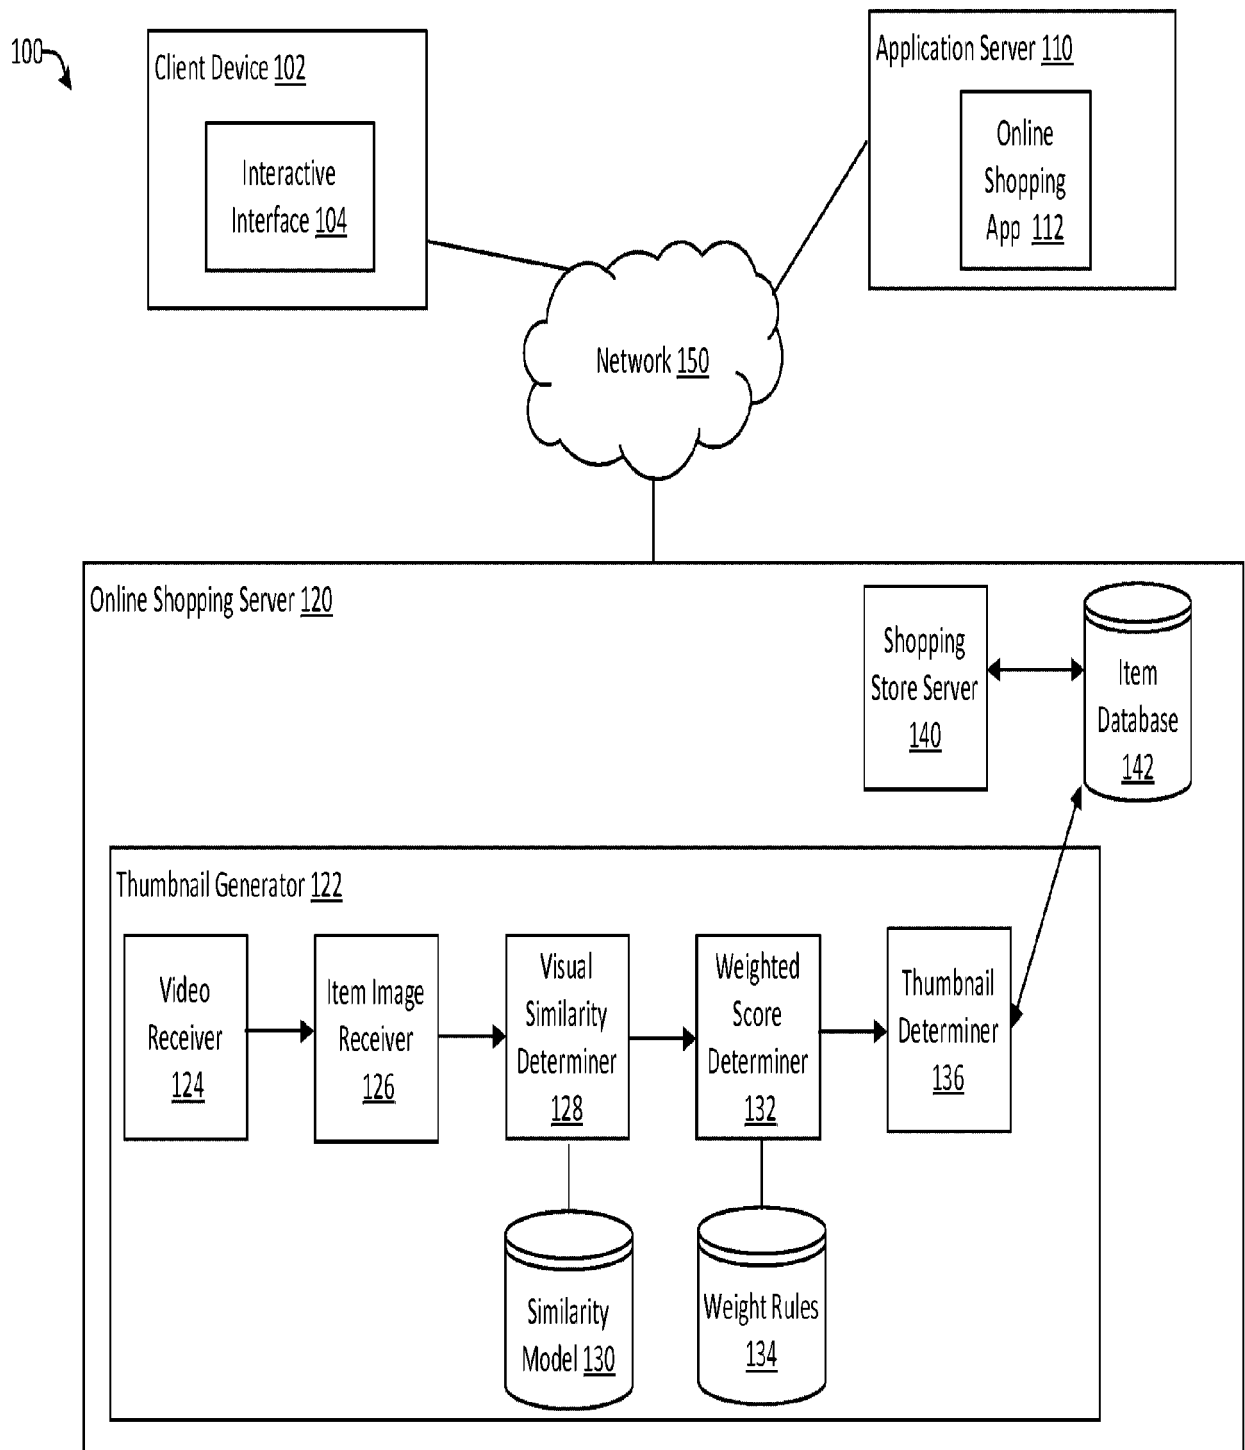 100
Client Device 102
Interactive
Interface 104
Application Server 110
Online
Shopping
App 112
Network 150
Online Shopping Server 120
Shopping
Store Server
140
Item
Database
142
Thumbnail Generator 122
Video
Receiver
124
Item Image
Receiver
126
Visual
Similarity
Determiner
128
Weighted
Score
Determiner
132
Thumbnail
Determiner
136
Similarity
Model 130
Weight Rules
134